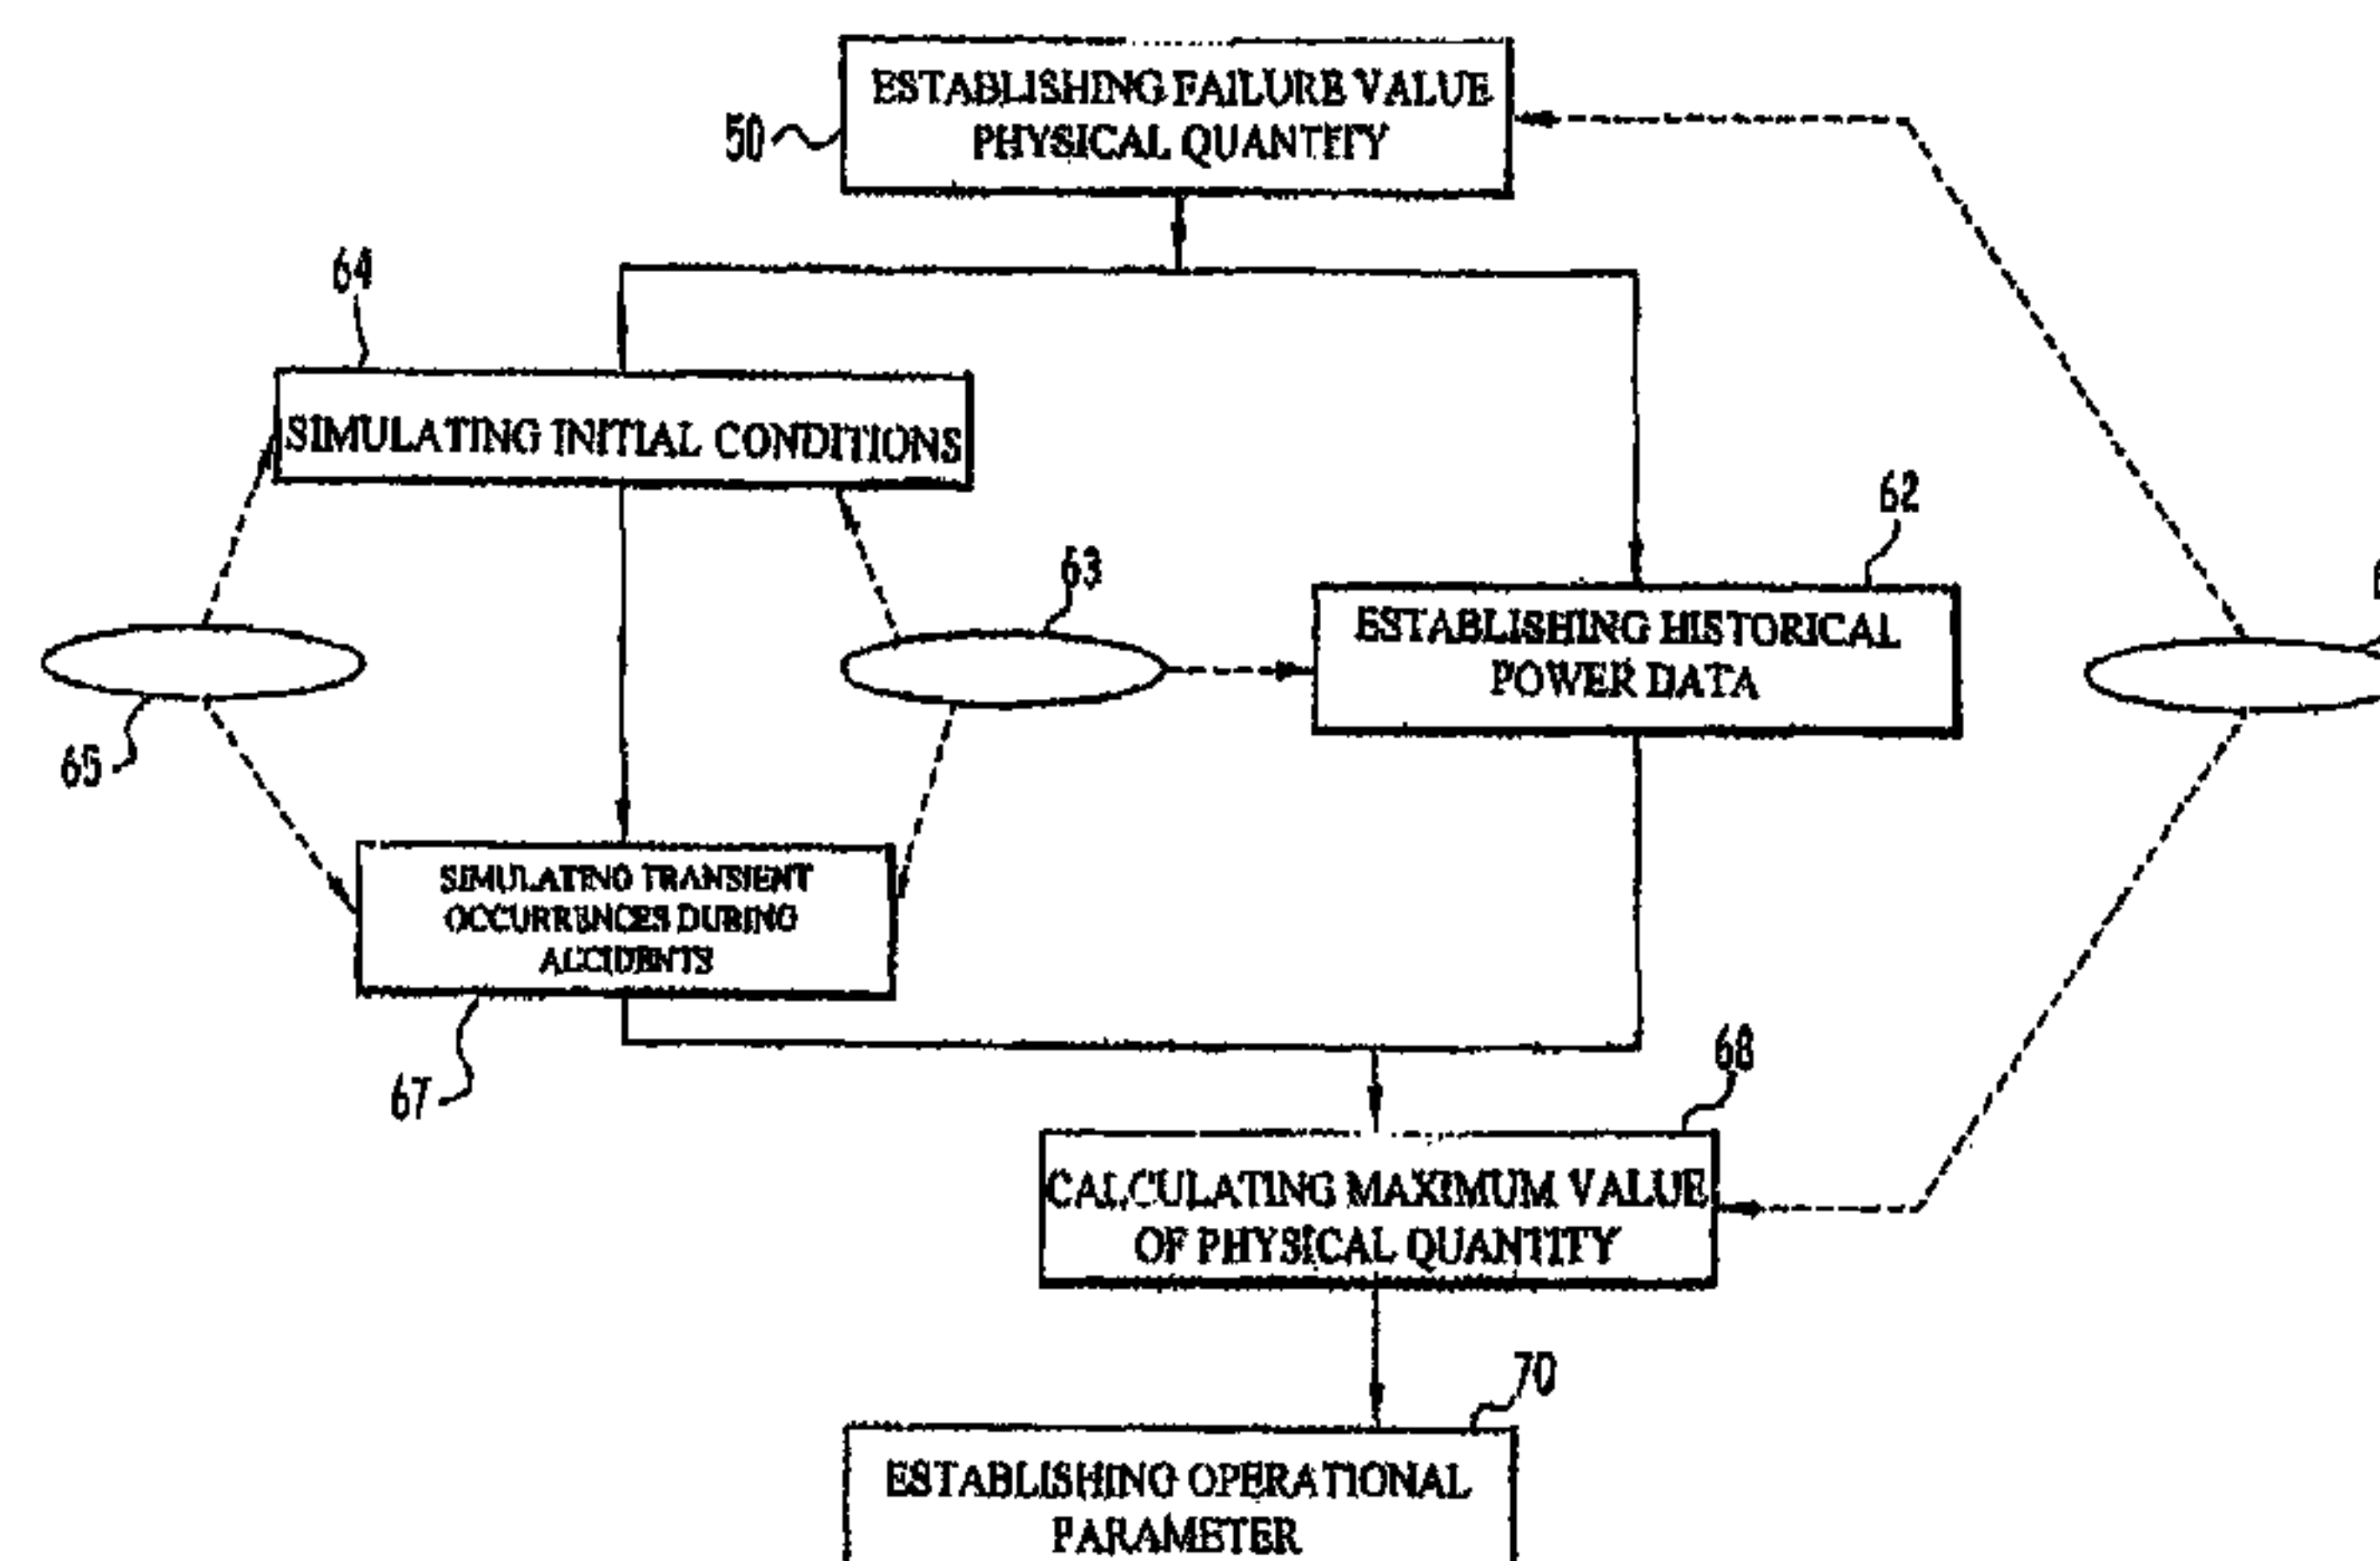 ESTABLISHING FAILURE VALUE
PHYSICAL QUANTITY
50
64
SIMULATING INITIAL CONDITIONS
62
63
ESTABLISHING HISTORICAL
POWER DATA
65
SIMULATING TRANSIENT
OCCURRENCES DURING
ACCIDENTS
67
68
CALCULATING MAXIMUM VALUE
OF PHYSICAL QUANTITY
70
ESTABLISHING OPERATIONAL
PARAMETER